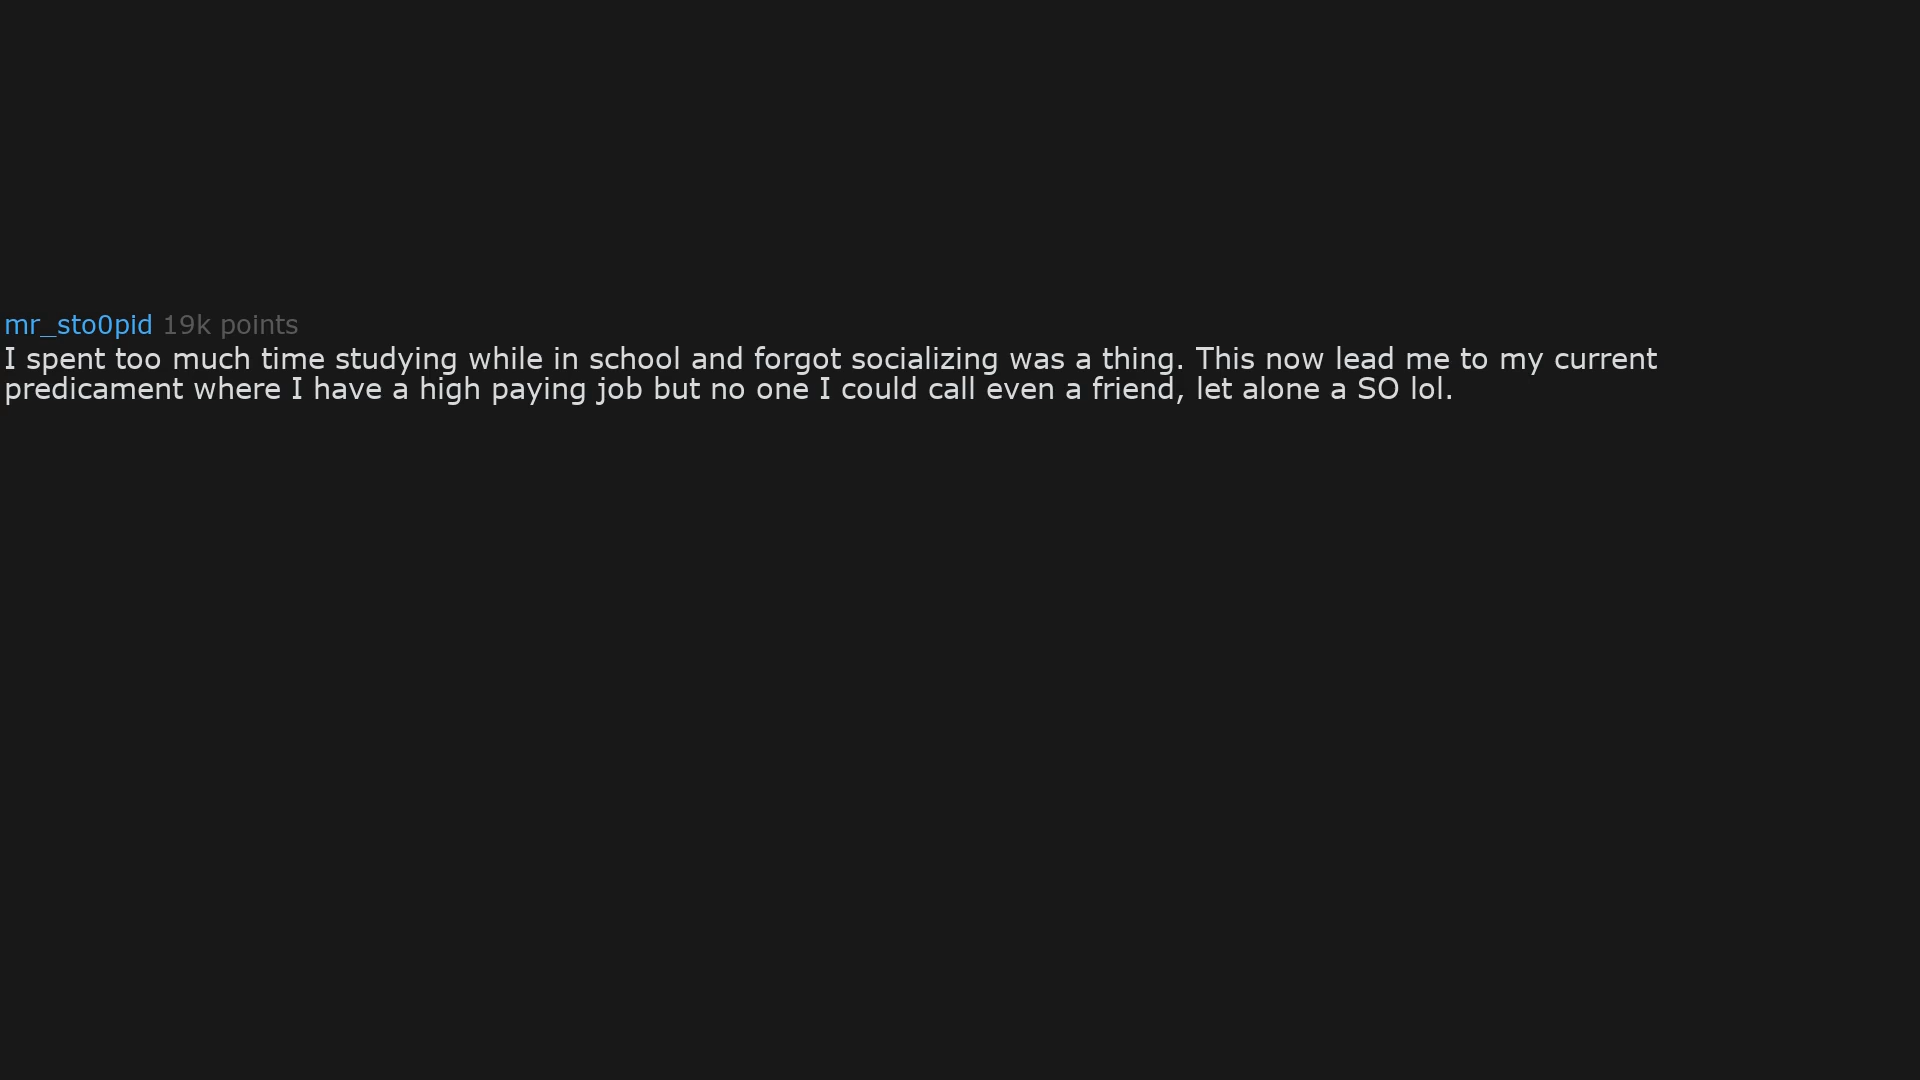 mr_sto0pid 19k points
I spent too much time studying while in school and forgot socializing was a thing. This now lead me to my current
predicament where I have a high paying job but no one I could call even a friend, let alone a SO lol.